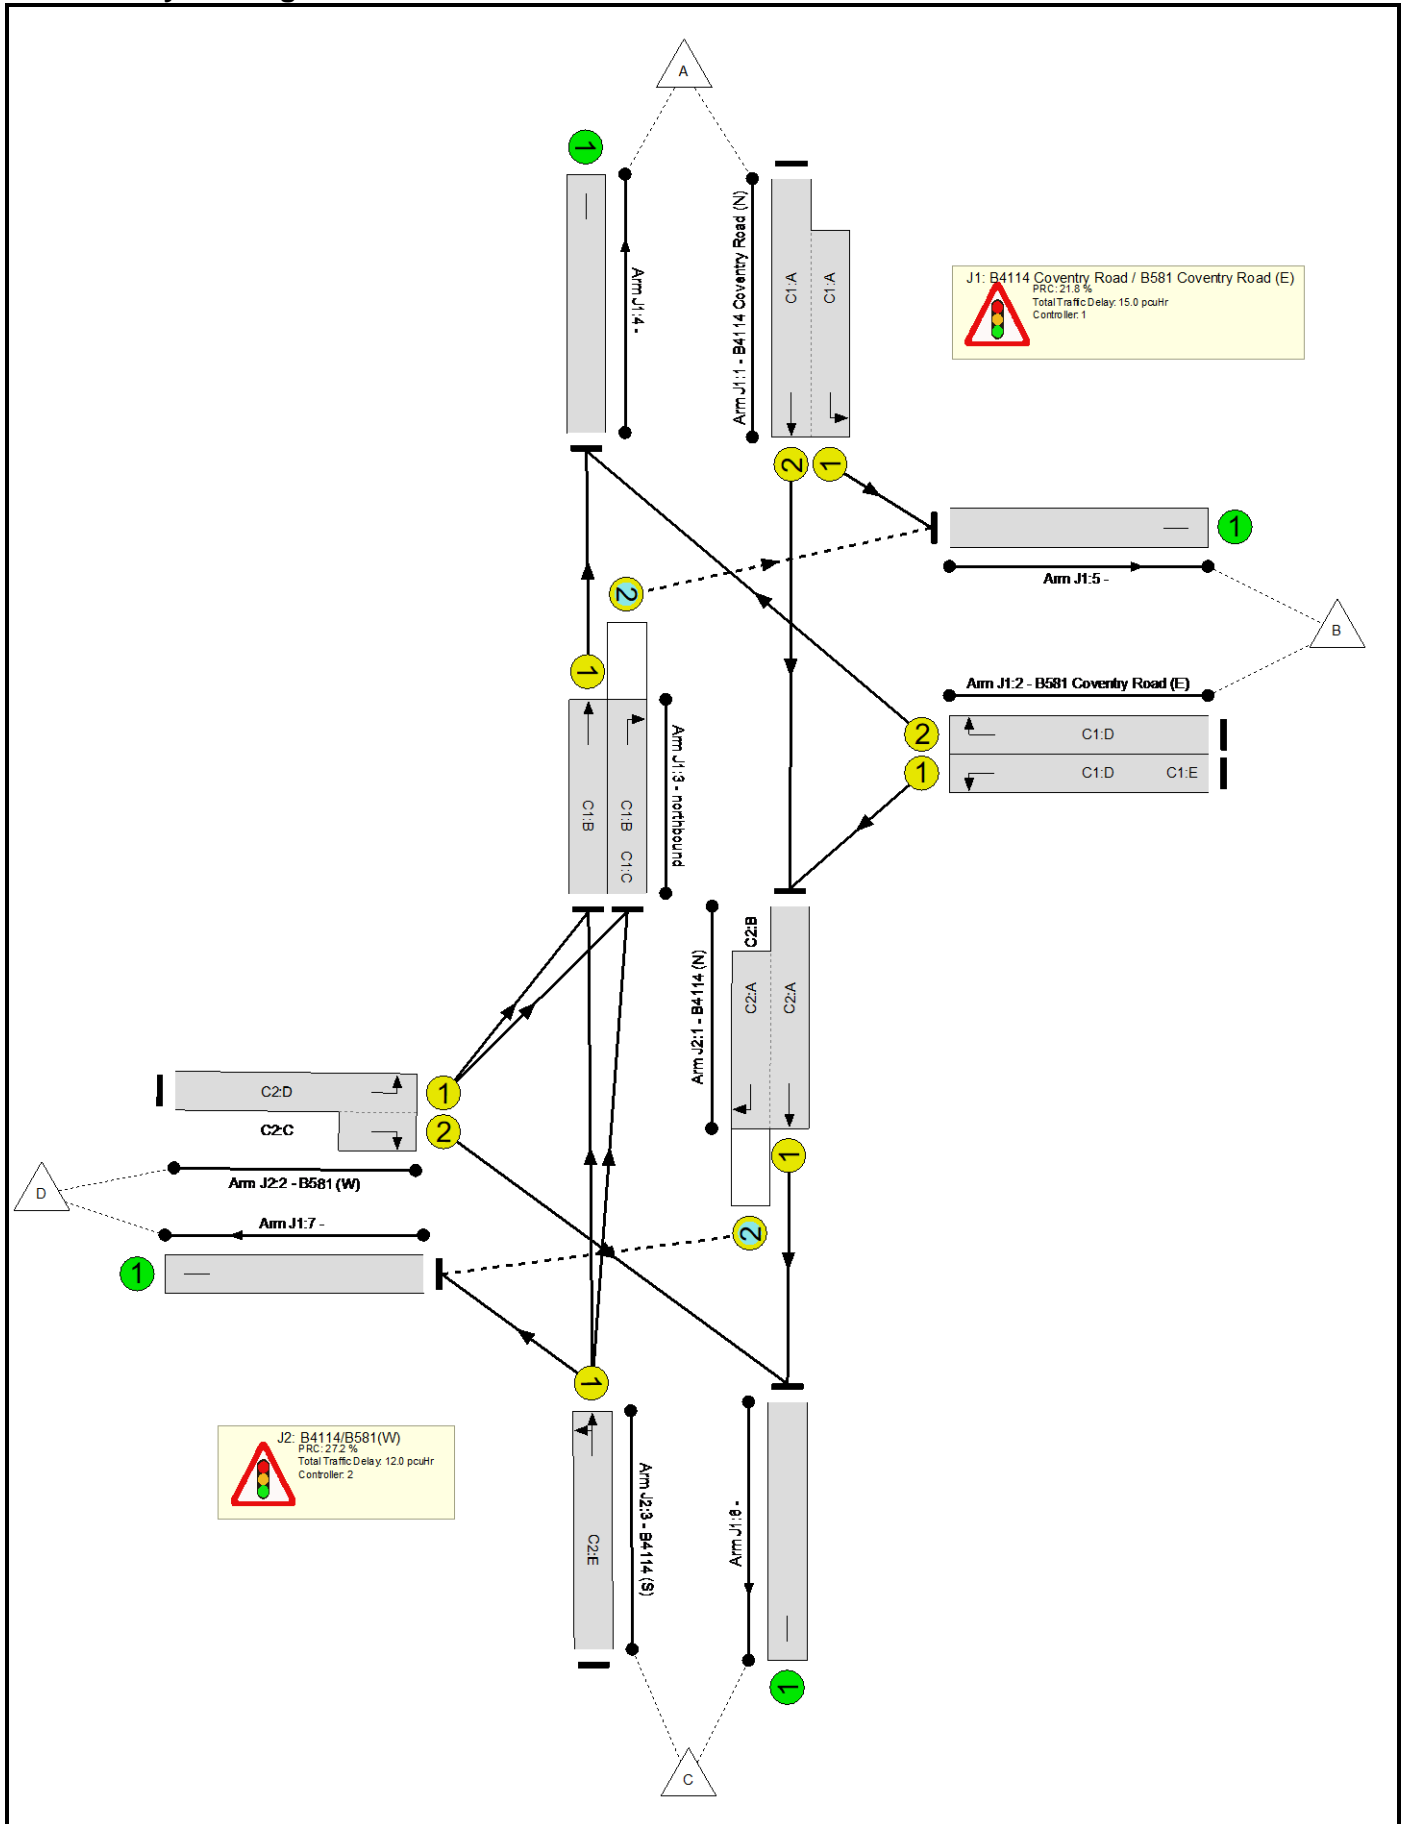 A
1
Arm J1:4 -
Arm J1:1 - B4114 Coventry Road (N)
C1:A
C1:A
J1: B4114 Coventry Road / B581 Coventry Road (E)
PRC: 21.8 %
Total Traffic Delay: 15.0 pcuHr
Controller: 1
2
1
1
Arm J1:5 -
2
B
1
Arm J1:2 - B581 Coventry Road (E)
Arm J1:3 - northbound
2
C1:D
1
C1:D
C1:E
C1:B
C1:B
C1:C
C2:B
Arm J2:1 - B4114 (N)
C2:A
C2:A
C2:D
1
C2:C
2
1
Arm J2:2 - B581 (W)
D
Arm J1:7 -
2
1
1
J2: B4114/B581(W)
PRC: 27.2 %
Total Traffic Delay: 12.0 pcuHr
Controller: 2
Arm J2:3 - B4114 (S)
C2:E
Arm J1:6 -
1
C